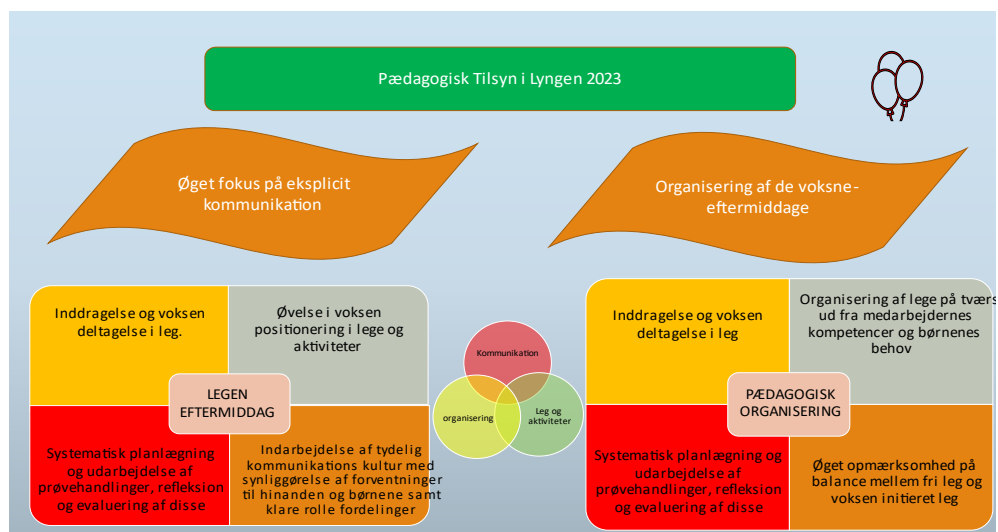 Pædagogisk Tilsyn i Lyngen 2023
Øget fokus på eksplicit
kommunikation
Organisering af de voksne-
eftermiddage
Inddragelse og voksen
deltagelse i leg.
Øvelse i voksen
positionering i lege og
aktiviteter
LEGEN
EFTERMIDDAG
Systematisk planlægning
og udarbejdelse af
prøvehandlinger, refleksion
og evaluering af disse
Indarbejdelse af tydelig
kommunikations kultur med
synliggørelse af forventninger
til hinanden og børnene samt
klare rolle fordelinger
Kommunikation
organisering
Leg og
aktiviteter
Inddragelse og voksen
deltagelse i leg
Organisering af lege på tværs
ud fra medarbejdernes
kompetencer og børnenes
behov
PÆDAGOGISK
ORGANISERING
Systematisk planlægning og
udarbejdelse af
prøvehandlinger, refleksion
og evaluering af disse
Øget opmærksomhed på
balance mellem fri leg og
voksen initieret leg